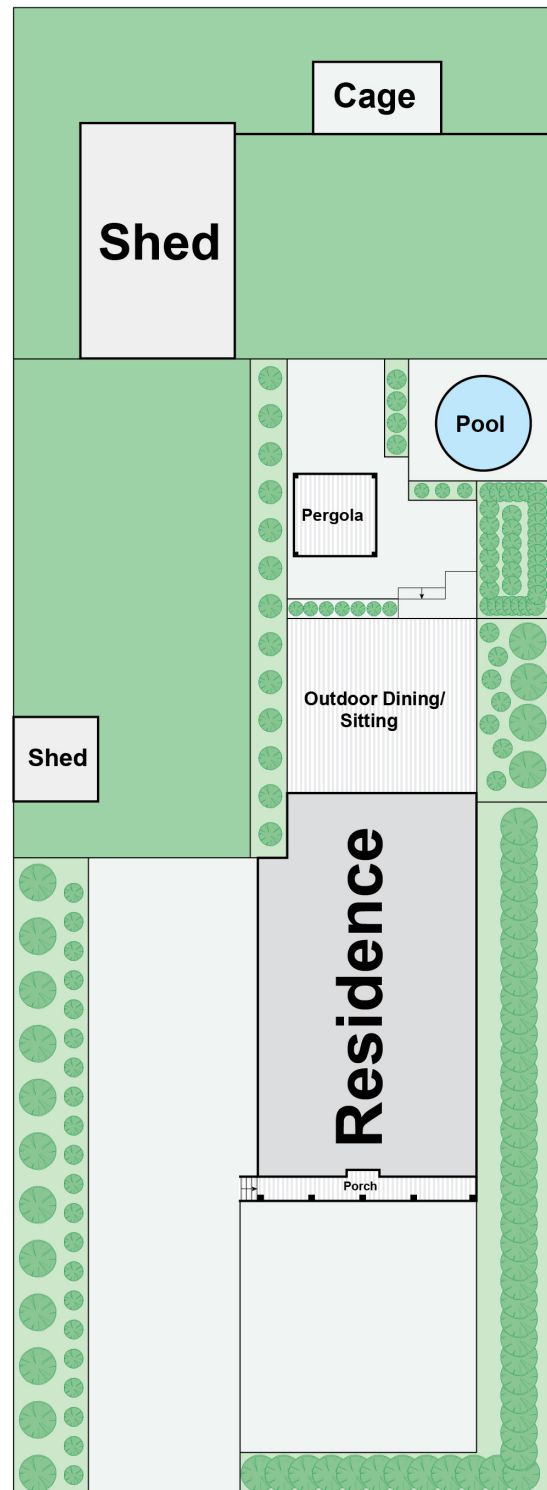 Cage
Shed
Pool
Pergola
Outdoor Dining/
Sitting
Shed
Residence
Porch